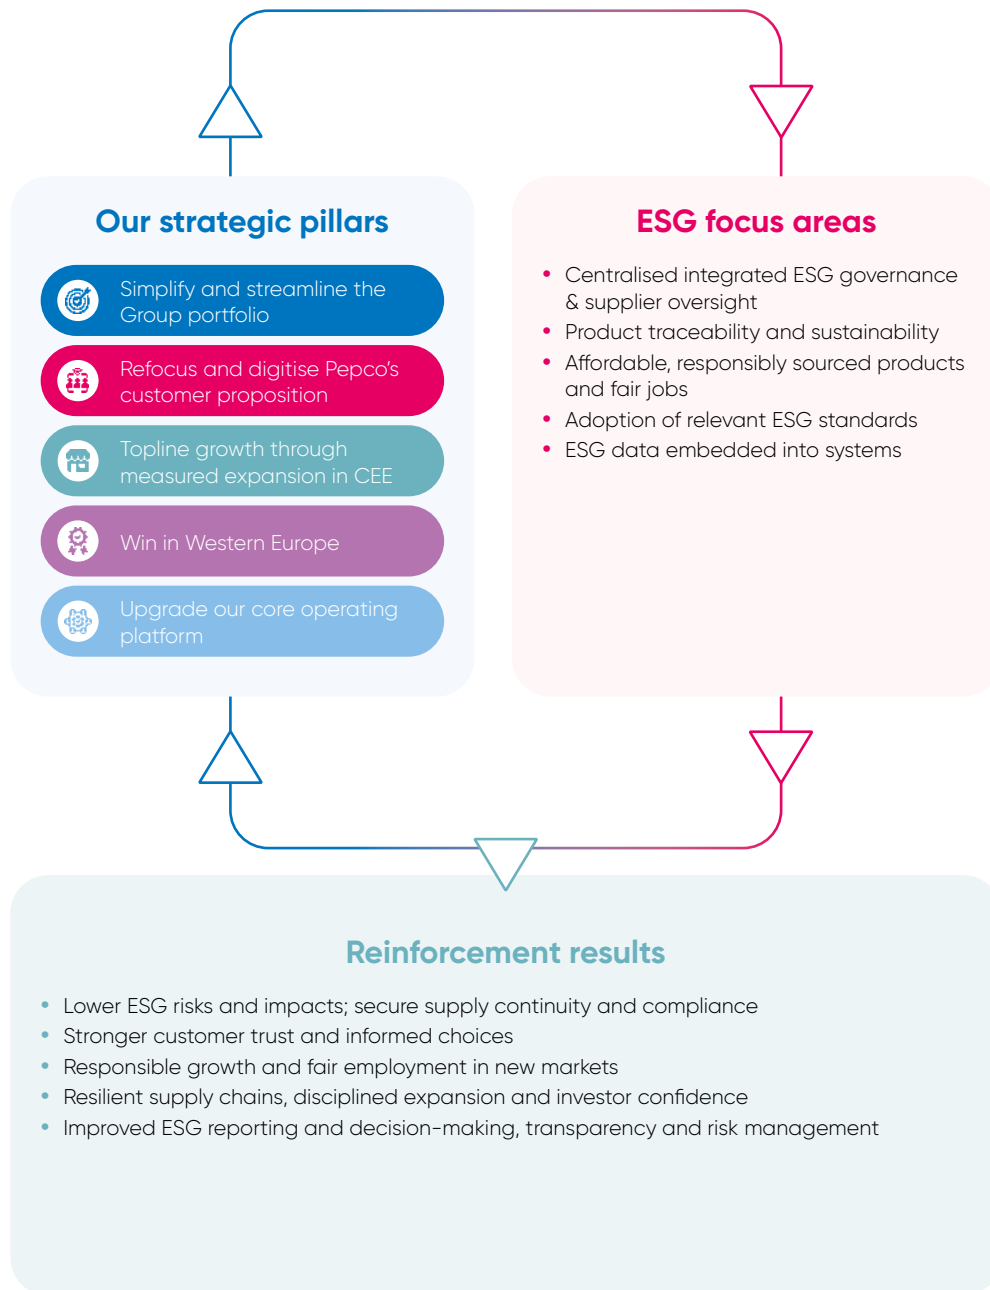 Our strategic pillars
Simplify and streamline the
Group portfolio
Refocus and digitise Pepco’s
customer proposition
Topline growth through
measured expansion in CEE
Win in Western Europe
Upgrade our core operating
platform
ESG focus areas
• Centralised integrated ESG governance
& supplier oversight
• Product traceability and sustainability
• Affordable, responsibly sourced products
and fair jobs
• Adoption of relevant ESG standards
• ESG data embedded into systems
Reinforcement results
• Lower ESG risks and impacts; secure supply continuity and compliance
• Stronger customer trust and informed choices
• Responsible growth and fair employment in new markets
• Resilient supply chains, disciplined expansion and investor confidence
• Improved ESG reporting and decision-making, transparency and risk management